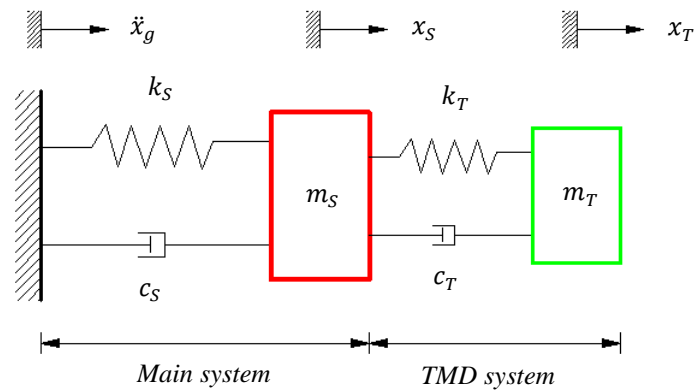 ẍ_g x_S x_T
k_S k_T
m_S m_T
c_S c_T
Main system TMD system